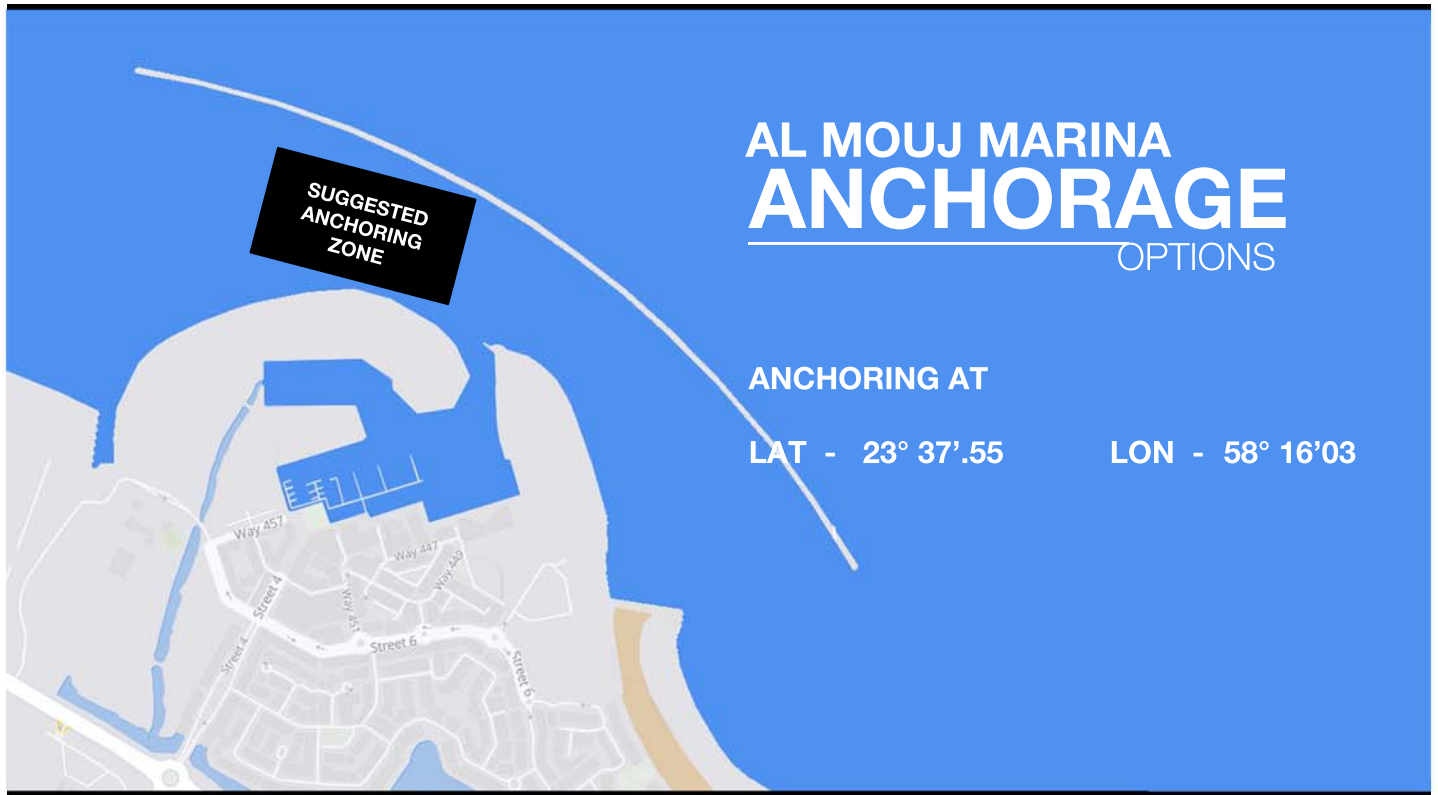 AL MOUJ MARINA
ANCHORAGE
OPTIONS
SUGGESTED
ANCHORING
ZONE
ANCHORING AT
LAT - 23° 37’.55 LON - 58° 16’03
Way 457
Way 447
Way 449
Way 451
Street 4
Street 4
Street 6
Street 6